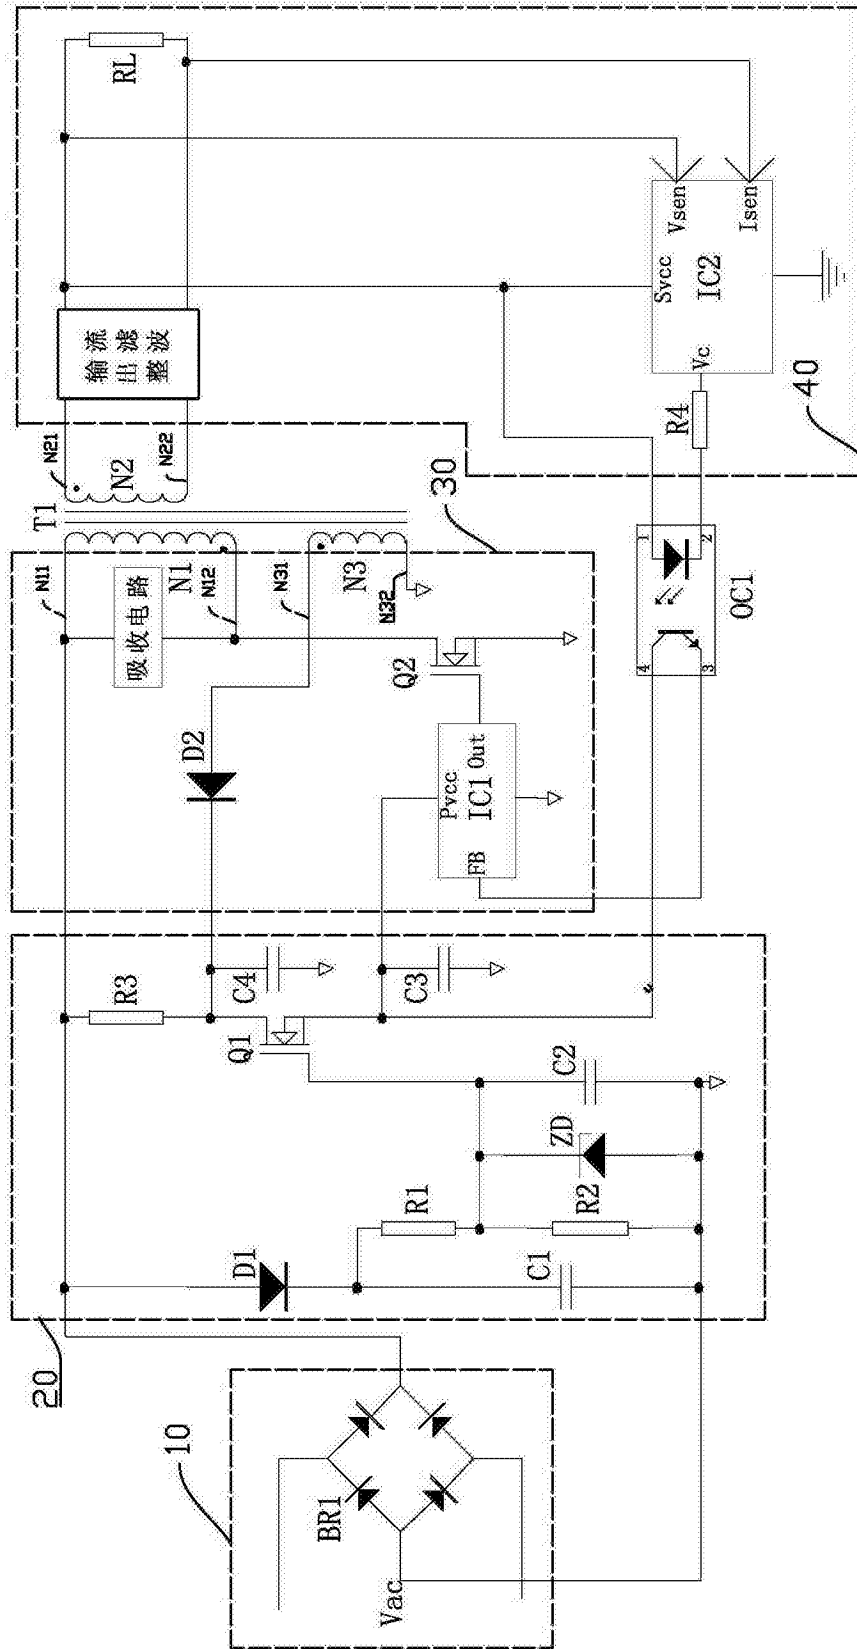 10
BR1
Vac
20
D1
R1
C1
R2
ZD
C2
R3
Q1
C4
C3
30
D2
吸收电路
N11
N1
N12
N31
N3
N32
Q2
Pvcc
Out
IC1
FB
T1
N21
N2
N22
输流
出滤
整波
RL
OC1
4
1
3
2
R4
40
Svcc
Vsen
IC2
Vc
Isen